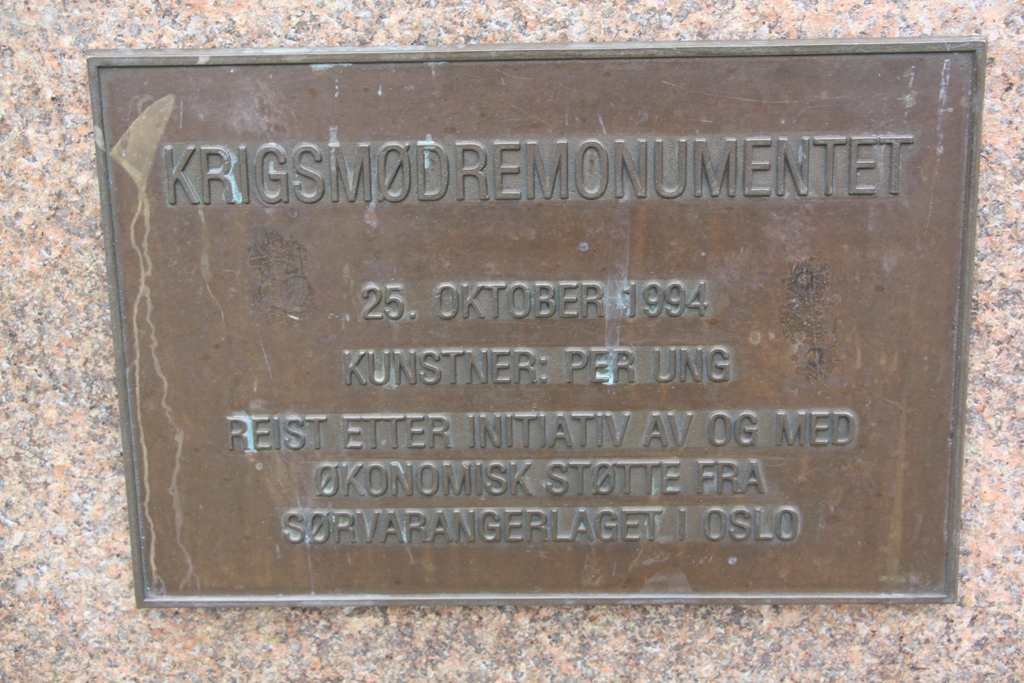 KRIGSMØDREMONUMENTET
25. OKTOBER 1994
KUNSTNER: PER UNG
REIST ETTER INITIATIV AV OG MED
ØKONOMISK STØTTE FRA
SØRVARANGERLAGET I OSLO